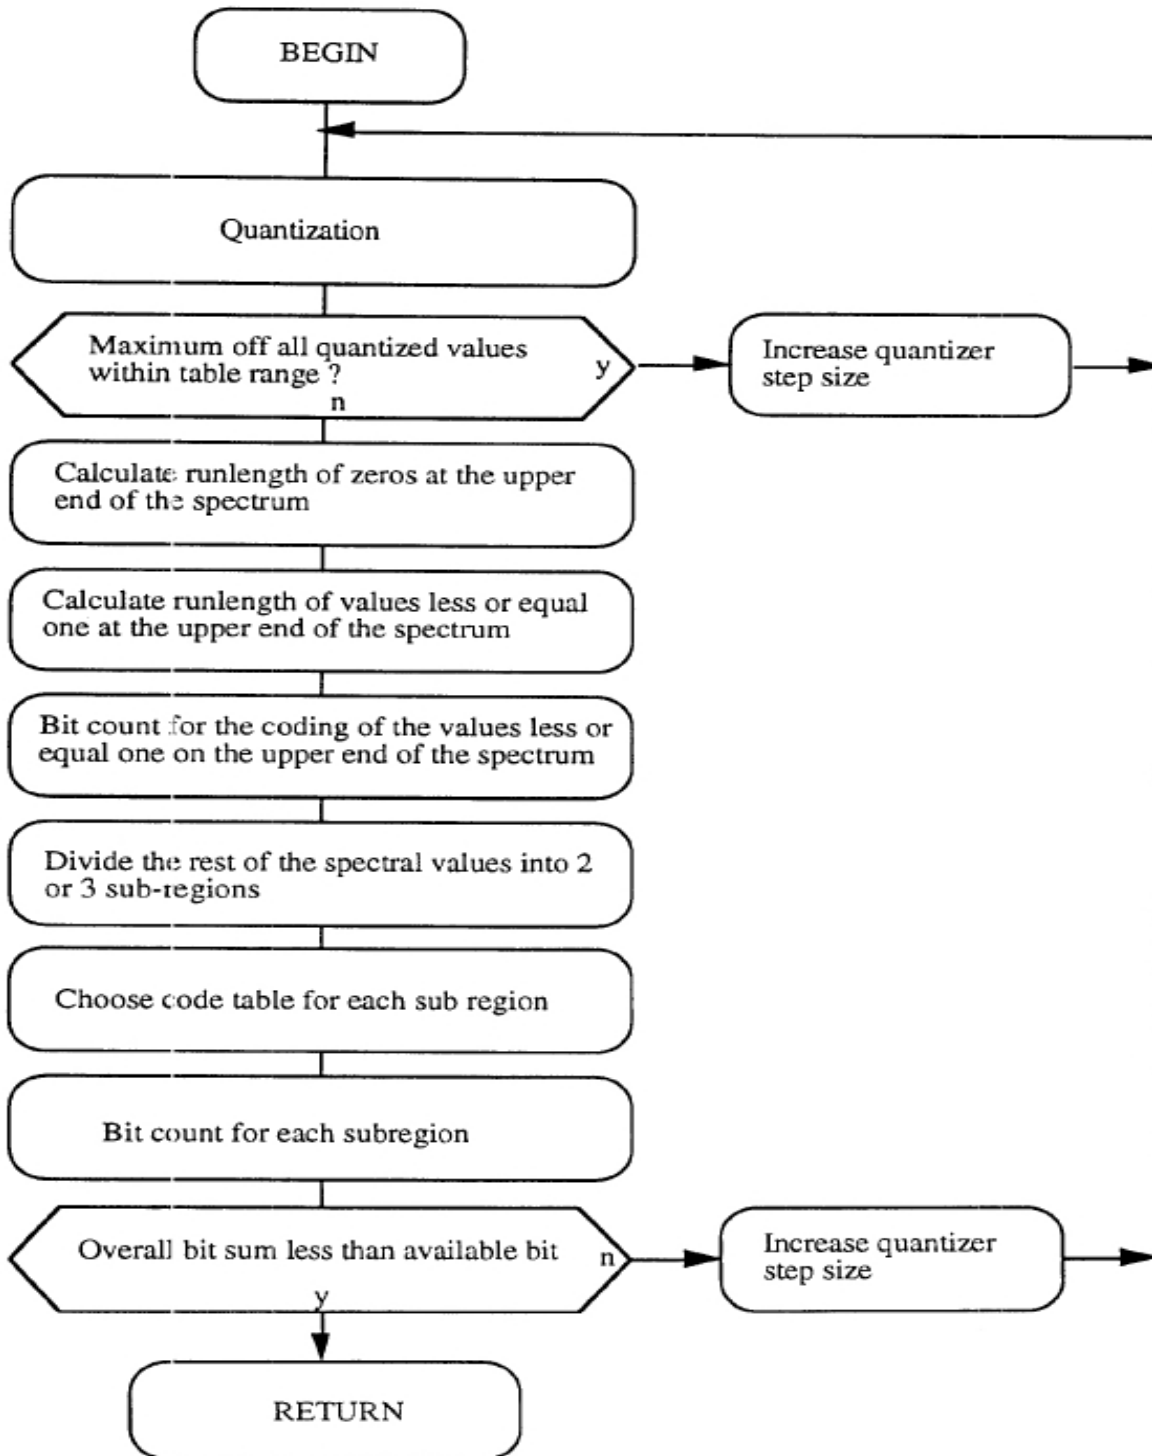 BEGIN
Quantization
Maximum off all quantized values
within table range ?
y
n
Increase quantizer
step size
Calculate runlength of zeros at the upper
end of the spectrum
Calculate runlength of values less or equal
one at the upper end of the spectrum
Bit count for the coding of the values less or
equal one on the upper end of the spectrum
Divide the rest of the spectral values into 2
or 3 sub-regions
Choose code table for each sub region
Bit count for each subregion
Overall bit sum less than available bit
n
y
Increase quantizer
step size
RETURN